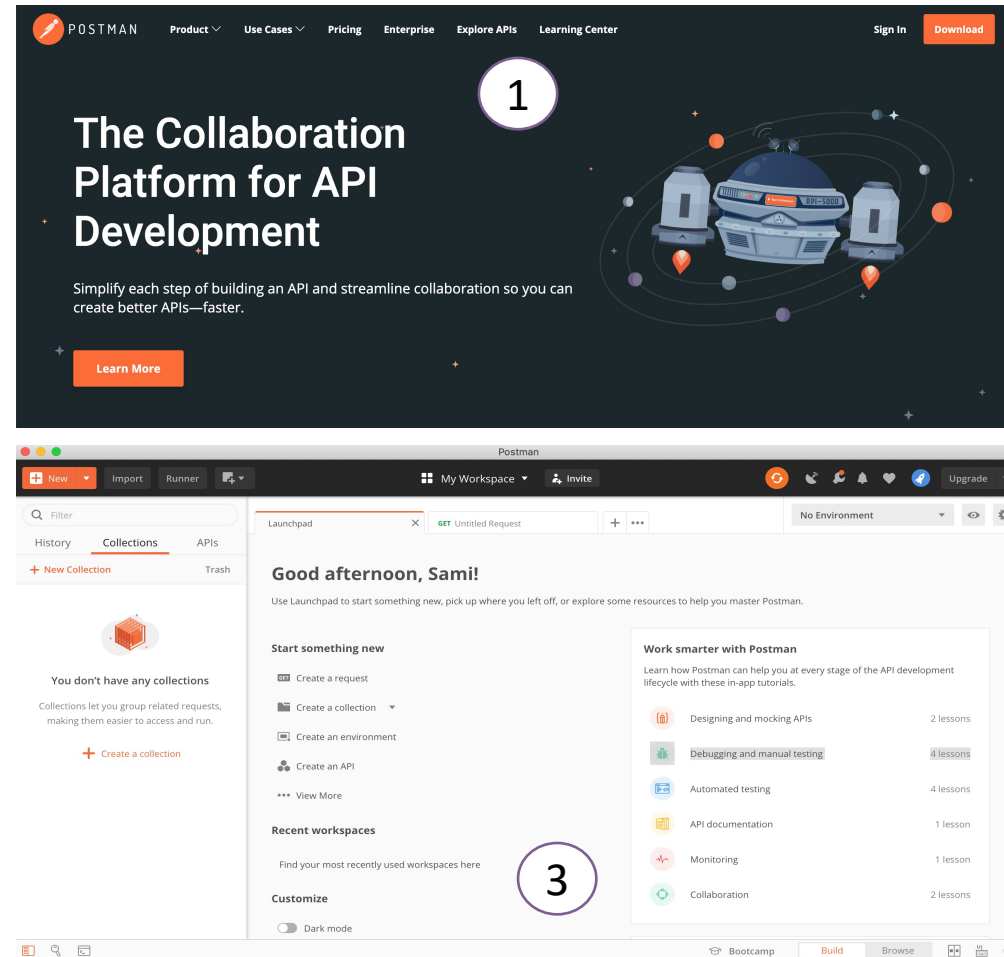 POSTMAN Product Use Cases Pricing Enterprise Explore APIs Learning Center Sign In Download
1
The Collaboration
Platform for API
Development
API-5000
Simplify each step of building an API and streamline collaboration so you can
create better APIs—faster.
Learn More
Postman
New Import Runner My Workspace Invite Upgrade
Filter
History Collections APIs
+ New Collection Trash
You don't have any collections
Collections let you group related requests,
making them easier to access and run.
+ Create a collection
Launchpad GET Untitled Request
No Environment
Good afternoon, Sami!
Use Launchpad to start something new, pick up where you left off, or explore some resources to help you master Postman.
Start something new
GET Create a request
Create a collection
Create an environment
Create an API
View More
Recent workspaces
Find your most recently used workspaces here
3
Customize
Dark mode
Work smarter with Postman
Learn how Postman can help you at every stage of the API development
lifecycle with these in-app tutorials.
Designing and mocking APIs 2 lessons
Debugging and manual testing 4 lessons
Automated testing 4 lessons
API documentation 1 lesson
Monitoring 1 lesson
Collaboration 2 lessons
Bootcamp Build Browse